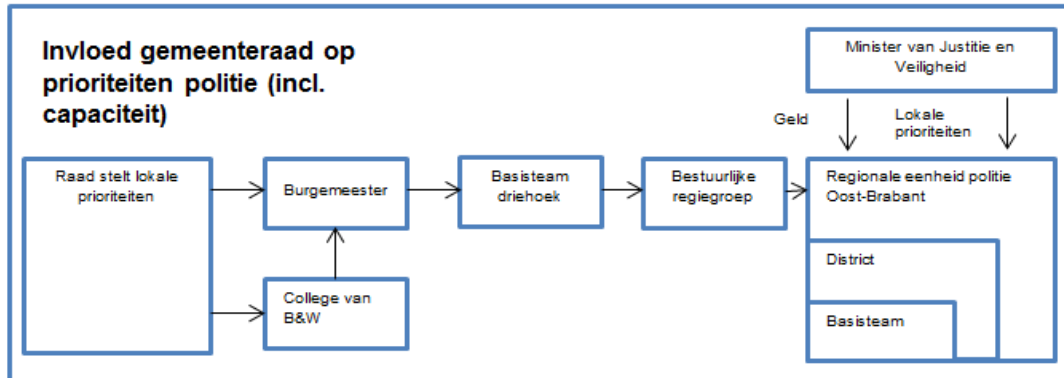 Invloed gemeenteraad op
prioriteiten politie (incl.
capaciteit)
Minister van Justitie en
Veiligheid
Geld
Lokale
prioriteiten
Raad stelt lokale
prioriteiten
Burgemeester
Basisteam
driehoek
Bestuurlijke
regiegroep
Regionale eenheid politie
Oost-Brabant
College van
B&W
District
Basisteam